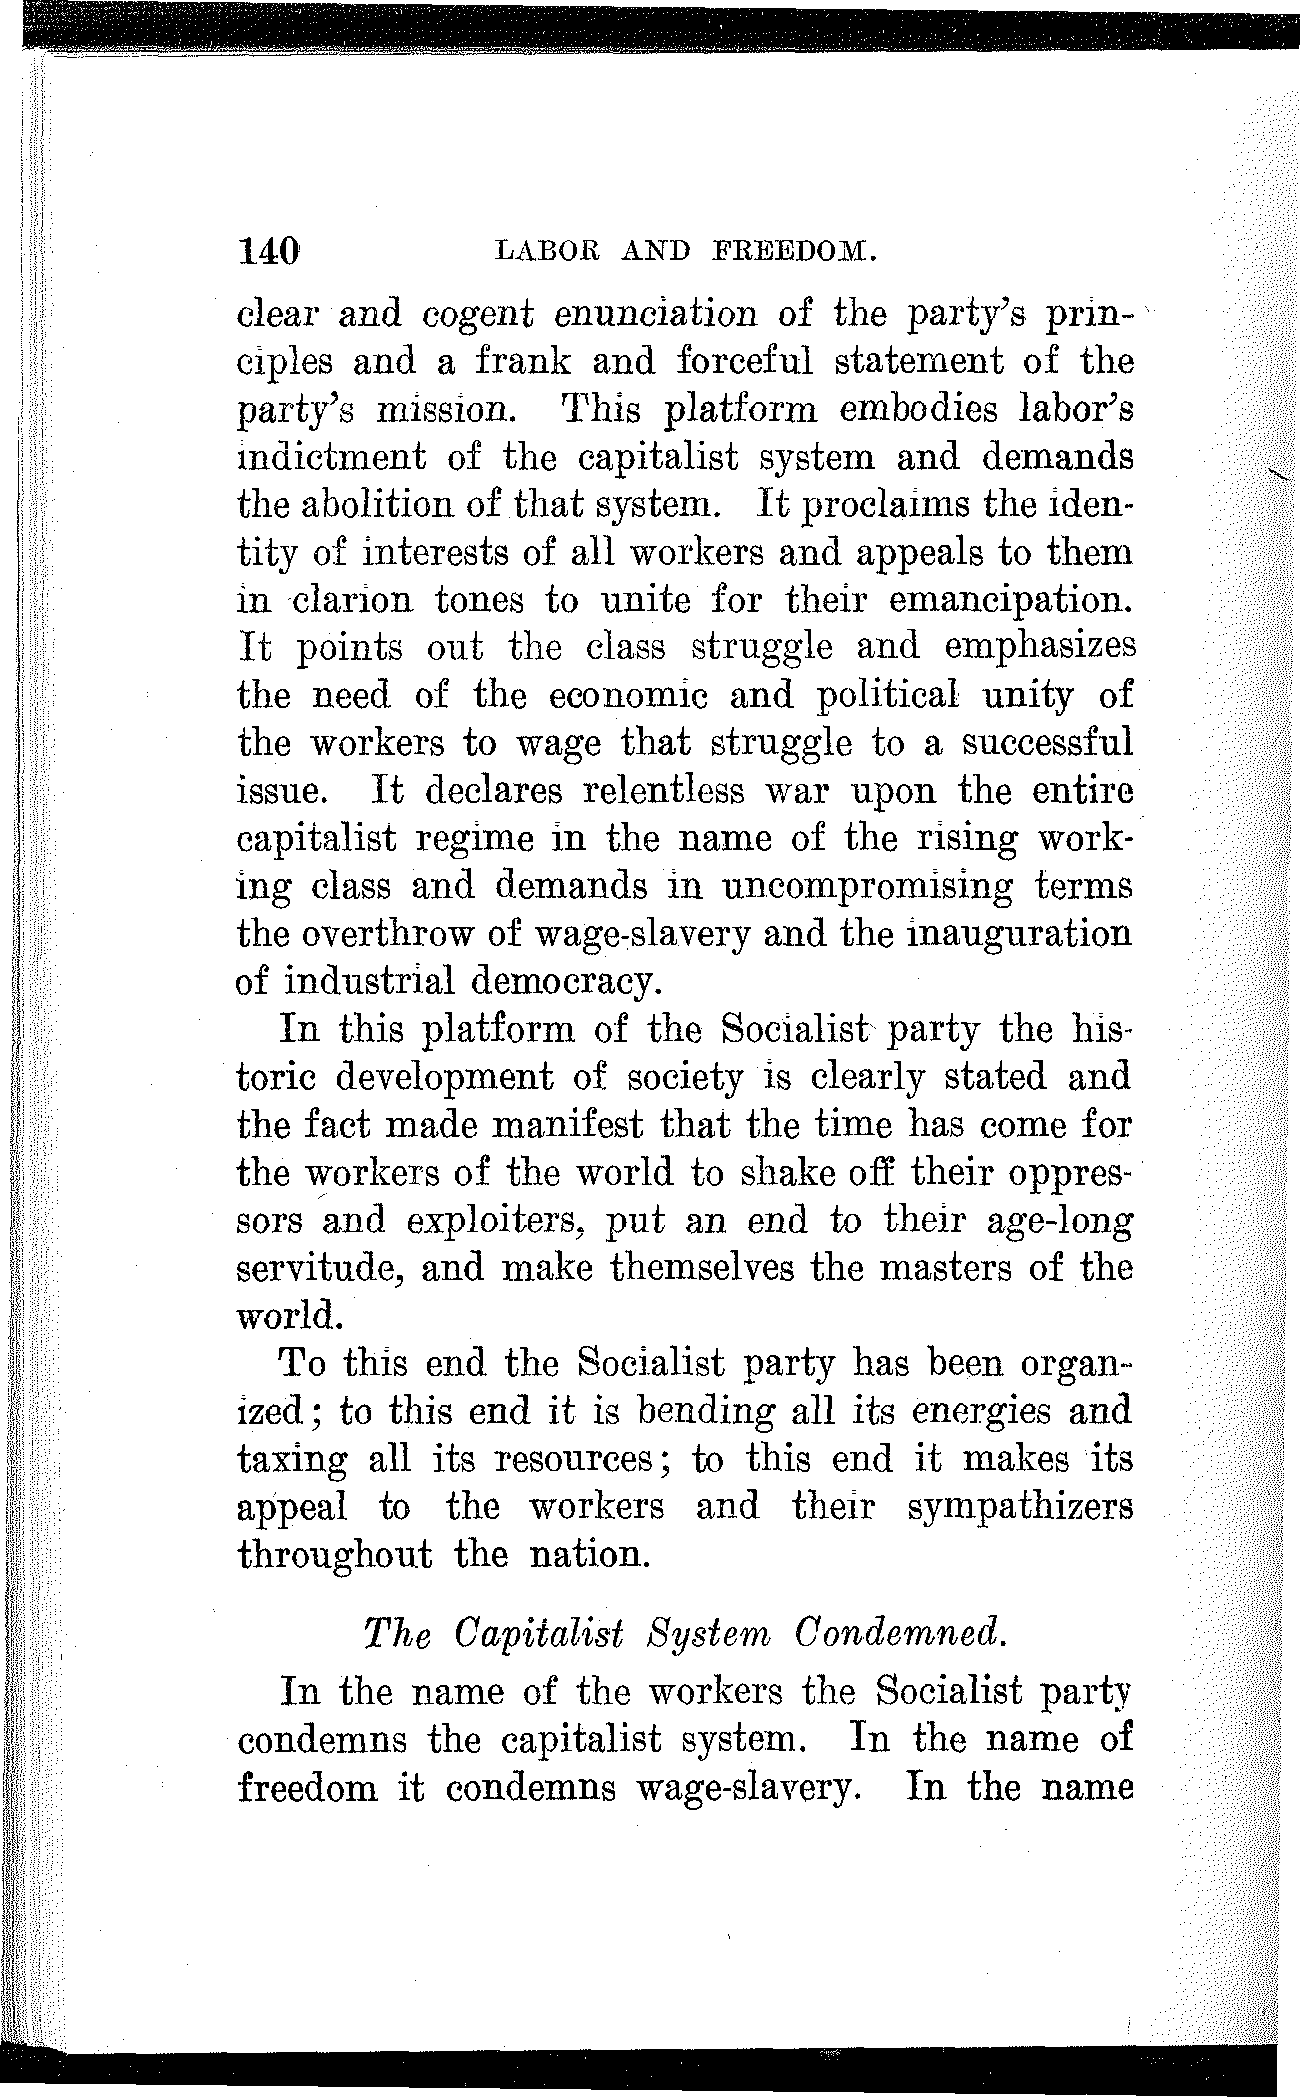 140 LABOR AND FREEDOM.
clear and cogent enunciation of the party's prin-
ciples and a frank and forceful statement of the
party's mission. This platform embodies labor's
indictment of the capitalist system and demands
the abolition of that system. It proclaims the iden-
tity of interests of all workers and appeals to them
in clarion tones to unite for their emancipation.
It points out the class struggle and emphasizes
the need of the economic and political unity of
the workers to wage that struggle to a successful
issue. It declares relentless war upon the entire
capitalist regime in the name of the rising work-
ing class and demands in uncompromising terms
the overthrow of wage-slavery and the inauguration
of industrial democracy.
In this platform of the Socialist party the his-
toric development of society is clearly stated and
the fact made manifest that the time has come for
the workers of the world to shake off their oppres-
sors and exploiters, put an end to their age-long
servitude, and make themselves the masters of the
world.
To this end the Socialist party has been organ-
ized; to this end it is bending all its energies and
taxing all its resources; to this end it makes its
appeal to the workers and their sympathizers
throughout the nation.
The Capitalist System Condemned.
In the name of the workers the Socialist party
condemns the capitalist system. In the name of
freedom it condemns wage-slavery. In the name